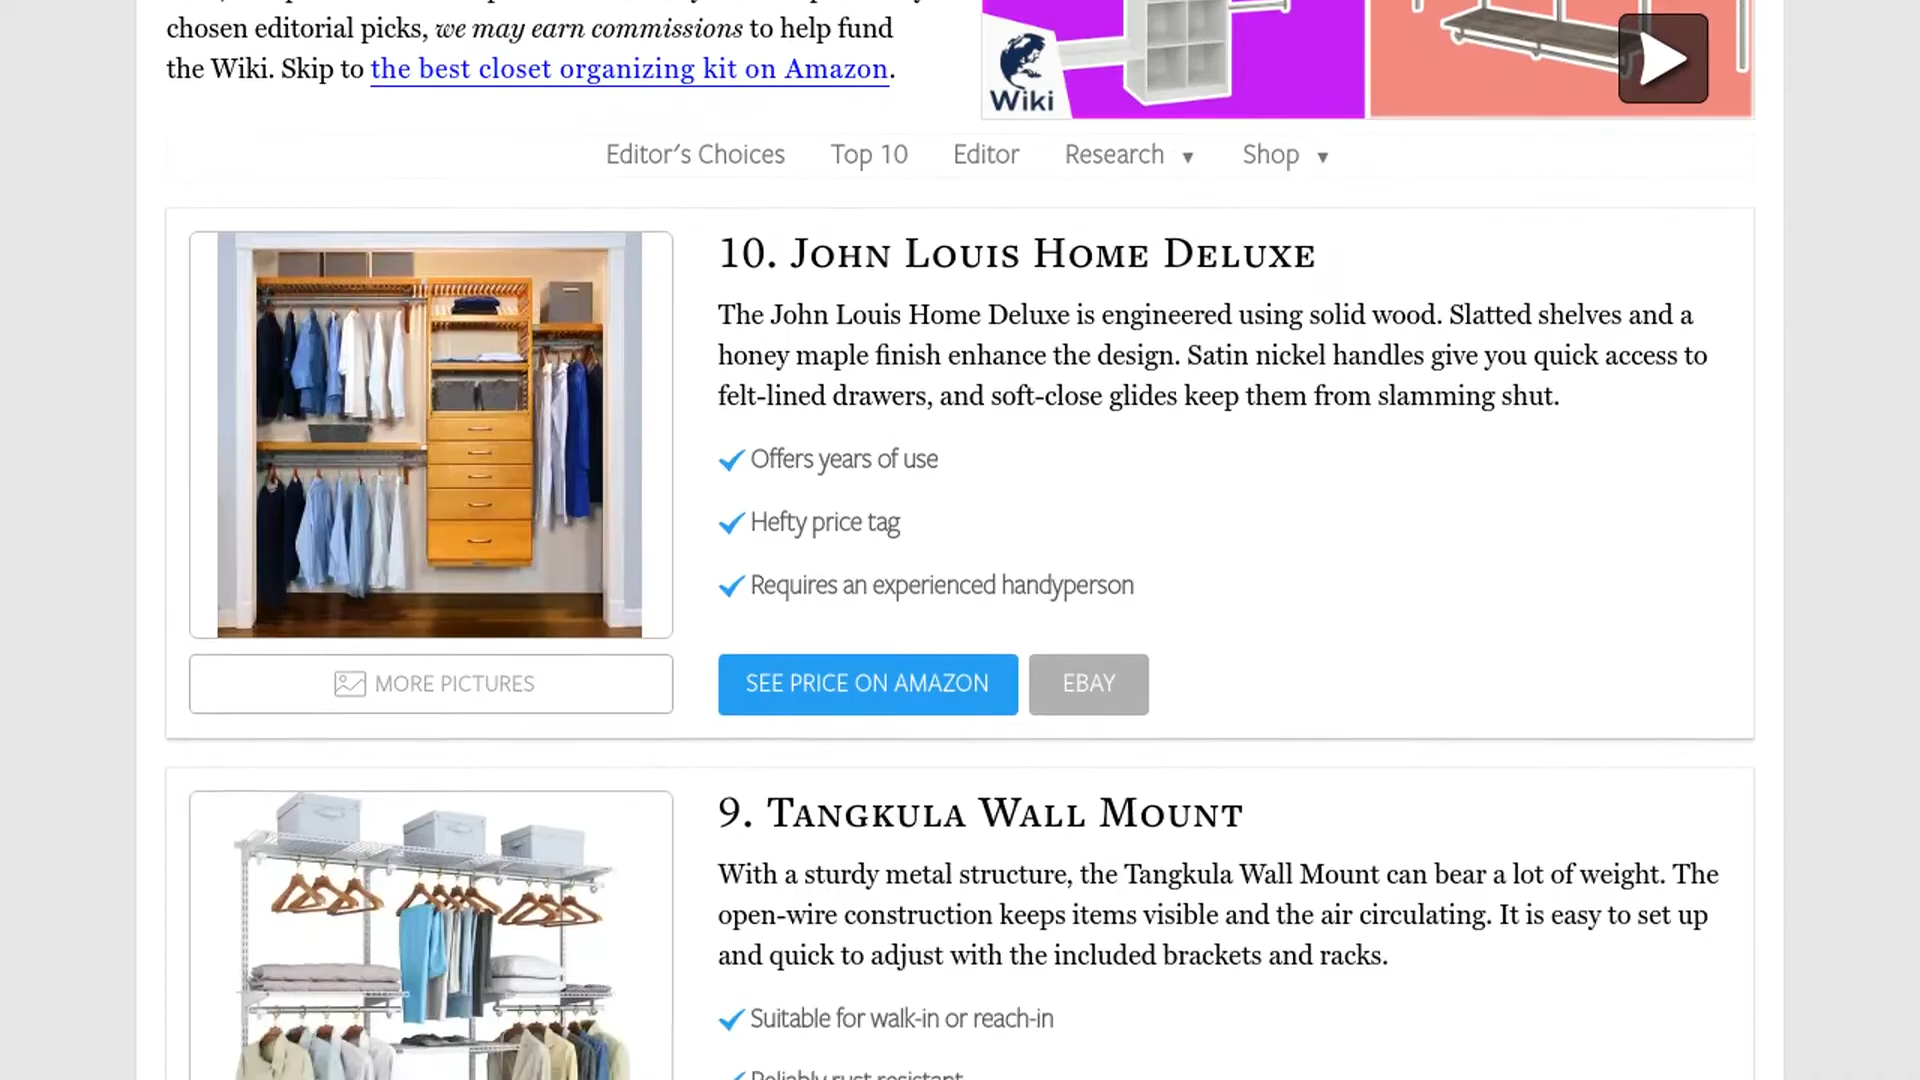 chosen editorial picks, we may earn commissions to help fund
the Wiki. Skip to the best closet organizing kit on Amazon.
Wiki
Editor's Choices Top 10 Editor Research ▾ Shop ▾
10. John Louis Home Deluxe
The John Louis Home Deluxe is engineered using solid wood. Slatted shelves and a
honey maple finish enhance the design. Satin nickel handles give you quick access to
felt-lined drawers, and soft-close glides keep them from slamming shut.
Offers years of use
Hefty price tag
Requires an experienced handyperson
MORE PICTURES
SEE PRICE ON AMAZON
EBAY
9. Tangkula Wall Mount
With a sturdy metal structure, the Tangkula Wall Mount can bear a lot of weight. The
open-wire construction keeps items visible and the air circulating. It is easy to set up
and quick to adjust with the included brackets and racks.
Suitable for walk-in or reach-in
Reliably rust resistant